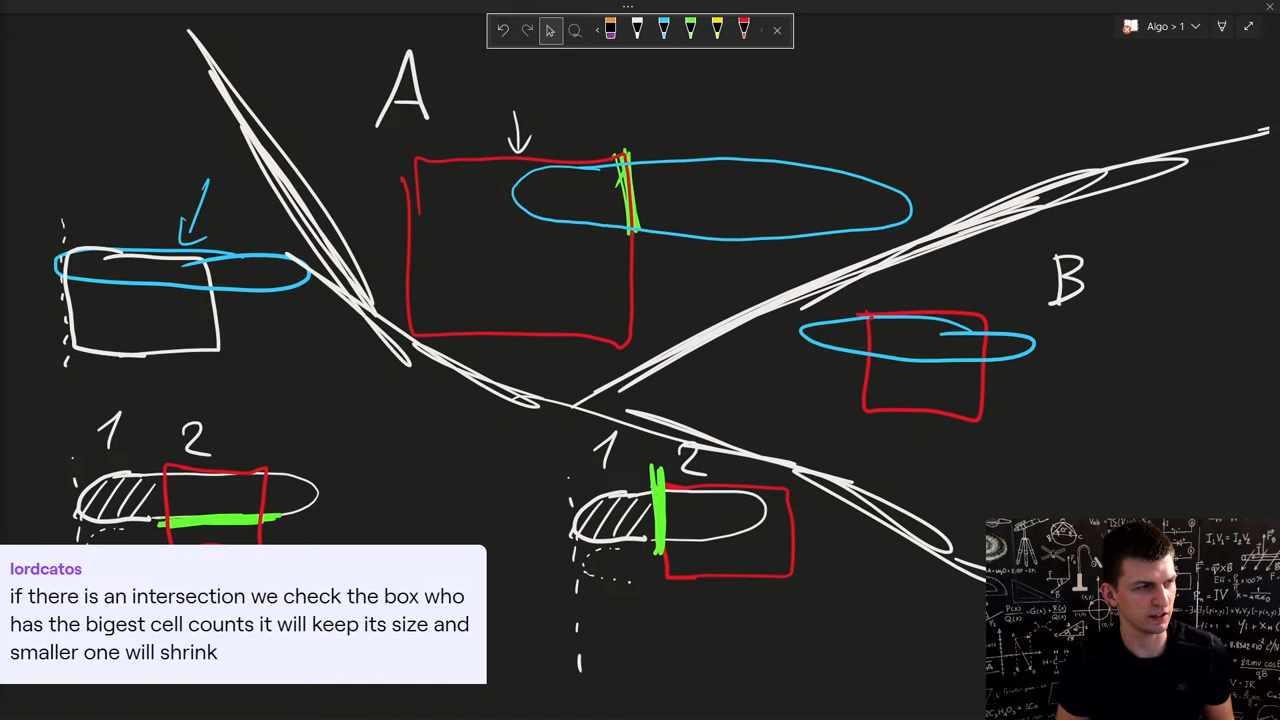 Algo > 1
A
B
1 2
1 2
lordcatos
if there is an intersection we check the box who
has the bigest cell counts it will keep its size and
smaller one will shrink